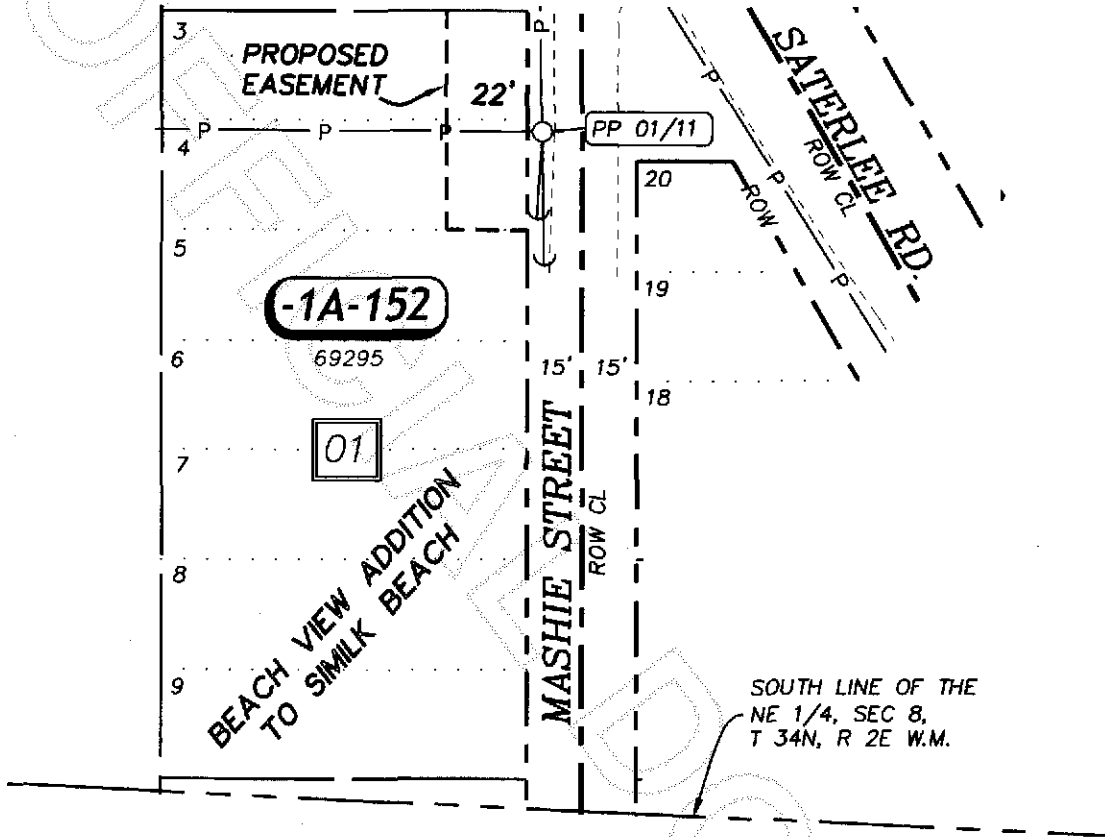 3
PROPOSED
EASEMENT
22'
P
SATERLEE RD.
ROW CL
P
P
P
P
PP 01/11
4
20
ROW
P
P
5
-1A-152
69295
19
6
15'
15'
18
01
7
MASHIE STREET
ROW CL
BEACH VIEW ADDITION
TO SIMILK BEACH
8
9
SOUTH LINE OF THE
NE 1/4, SEC 8,
T 34N, R 2E W.M.